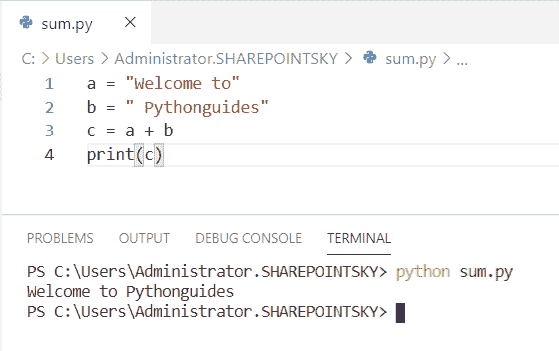 sum.py ×
C: > Users > Administrator.SHAREPOINTSKY > sum.py > ...
1 a = "Welcome to"
2 b = " Pythonguides"
3 c = a + b
4 print(c)
PROBLEMS OUTPUT DEBUG CONSOLE TERMINAL
PS C:\Users\Administrator.SHAREPOINTSKY> python sum.py
Welcome to Pythonguides
PS C:\Users\Administrator.SHAREPOINTSKY>